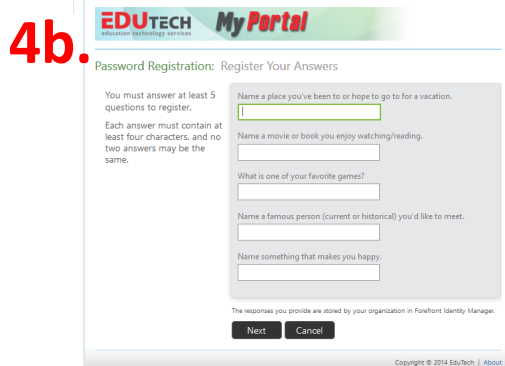 4b.
EDUTECH My Portal
education technology services
Password Registration: Register Your Answers
You must answer at least 5
questions to register.
Each answer must contain at
least four characters, and no
two answers may be the
same.
Name a place you've been to or hope to go to for a vacation.
Name a movie or book you enjoy watching/reading.
What is one of your favorite games?
Name a famous person (current or historical) you'd like to meet.
Name something that makes you happy.
The responses you provide are stored by your organization in Forefront Identity Manager.
Next Cancel
Copyright © 2014 EduTech | About